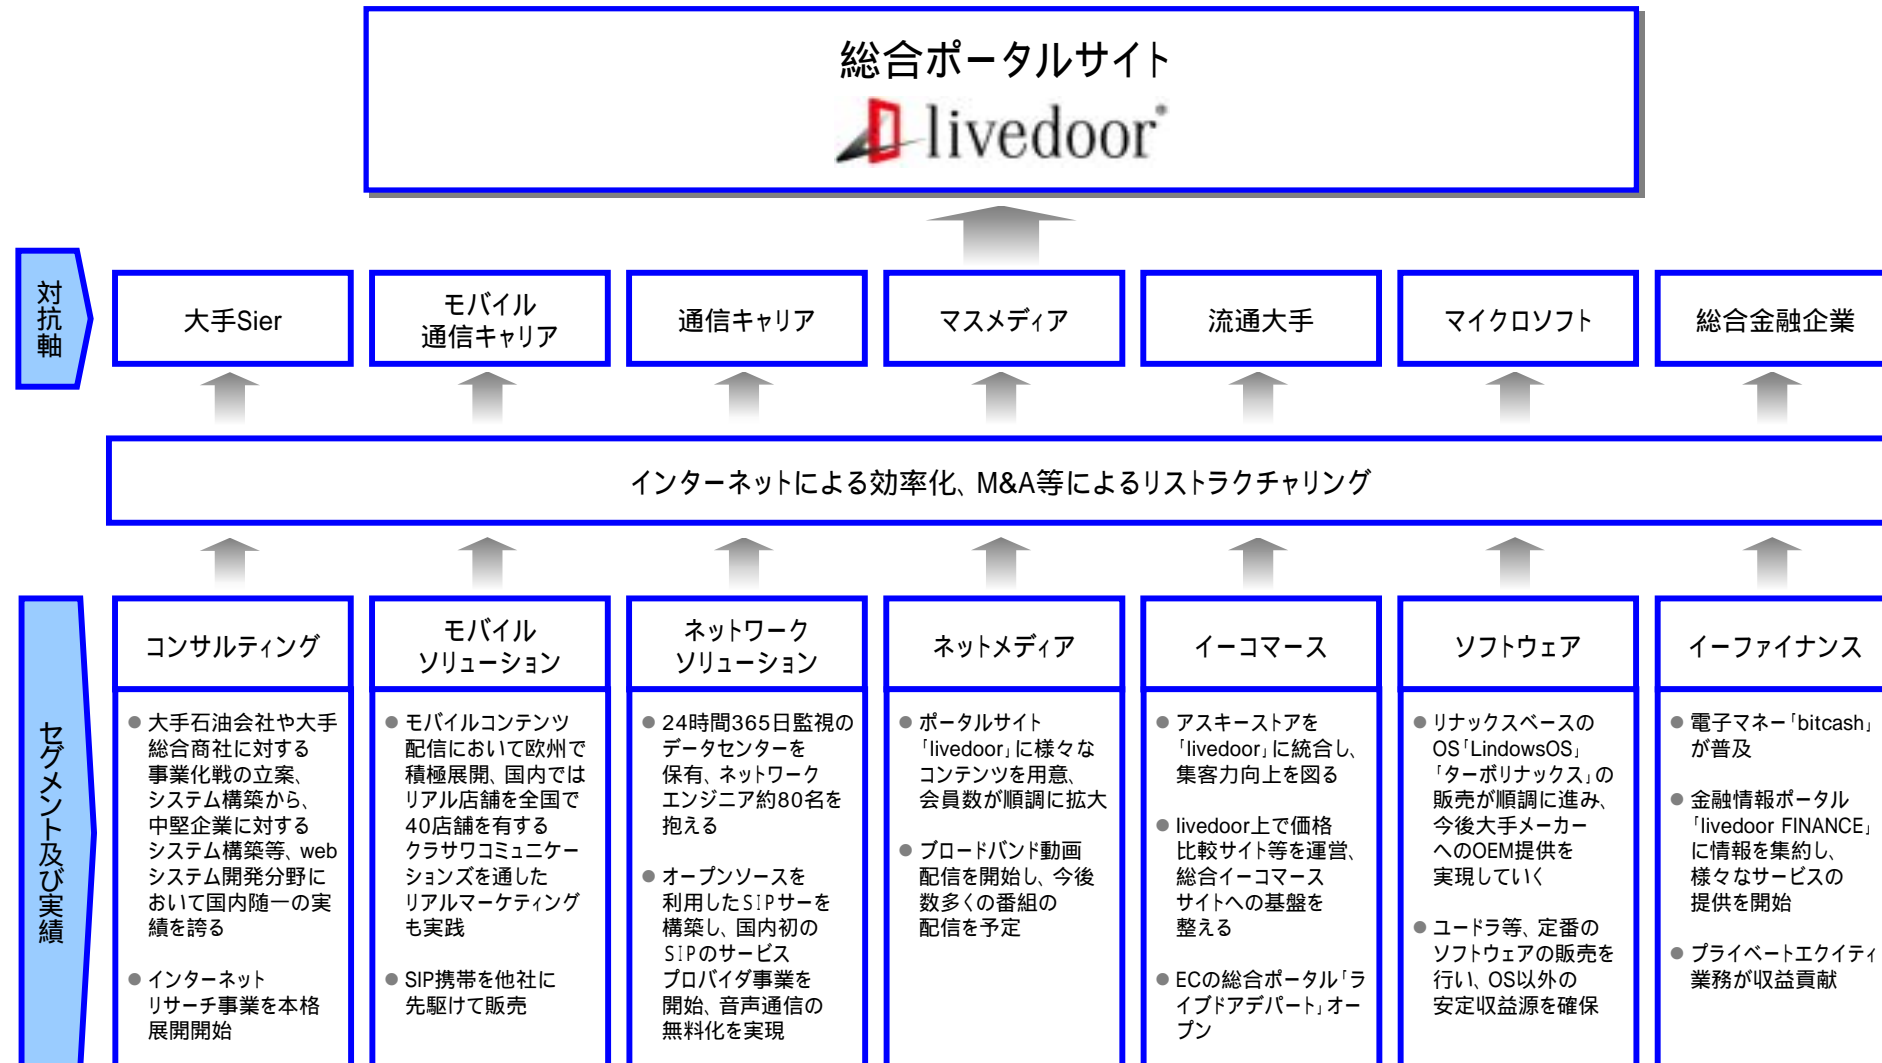 総合ポータルサイト
livedoor®
対抗軸
大手Sier
モバイル
通信キャリア
通信キャリア
マスメディア
流通大手
マイクロソフト
総合金融企業
インターネットによる効率化、M&A等によるリストラクチャリング
セグメント及び実績
コンサルティング
● 大手石油会社や大手
総合商社に対する
事業化戦の立案、
システム構築から、
中堅企業に対する
システム構築等、web
システム開発分野に
おいて国内随一の実
績を誇る
● インターネット
リサーチ事業を本格
展開開始
モバイル
ソリューション
● モバイルコンテンツ
配信において欧州で
積極展開、国内では
リアル店舗を全国で
40店舗を有する
クラサワコミュニケー
ションズを通した
リアルマーケティング
も実践
● SIP携帯を他社に
先駆けて販売
ネットワーク
ソリューション
● 24時間365日監視の
データセンターを
保有、ネットワーク
エンジニア約80名を
抱える
● オープンソースを
利用したSIPサーを
構築し、国内初の
SIPのサービス
プロバイダ事業を
開始、音声通信の
無料化を実現
ネットメディア
● ポータルサイト
「livedoor」に様々な
コンテンツを用意、
会員数が順調に拡大
● ブロードバンド動画
配信を開始し、今後
数多くの番組の
配信を予定
イーコマース
● アスキーストアを
「livedoor」に統合し、
集客力向上を図る
● livedoor上で価格
比較サイト等を運営、
総合イーコマース
サイトへの基盤を
整える
● ECの総合ポータル「ラ
イブドアデパート」オー
プン
ソフトウェア
● リナックスベースの
OS「LindowsOS」
「ターボリナックス」の
販売が順調に進み、
今後大手メーカー
へのOEM提供を
実現していく
● ユードラ等、定番の
ソフトウェアの販売を
行い、OS以外の
安定収益源を確保
イーファイナンス
● 電子マネー「bitcash」
が普及
● 金融情報ポータル
「livedoor FINANCE」
に情報を集約し、
様々なサービスの
提供を開始
● プライベートエクイティ
業務が収益貢献